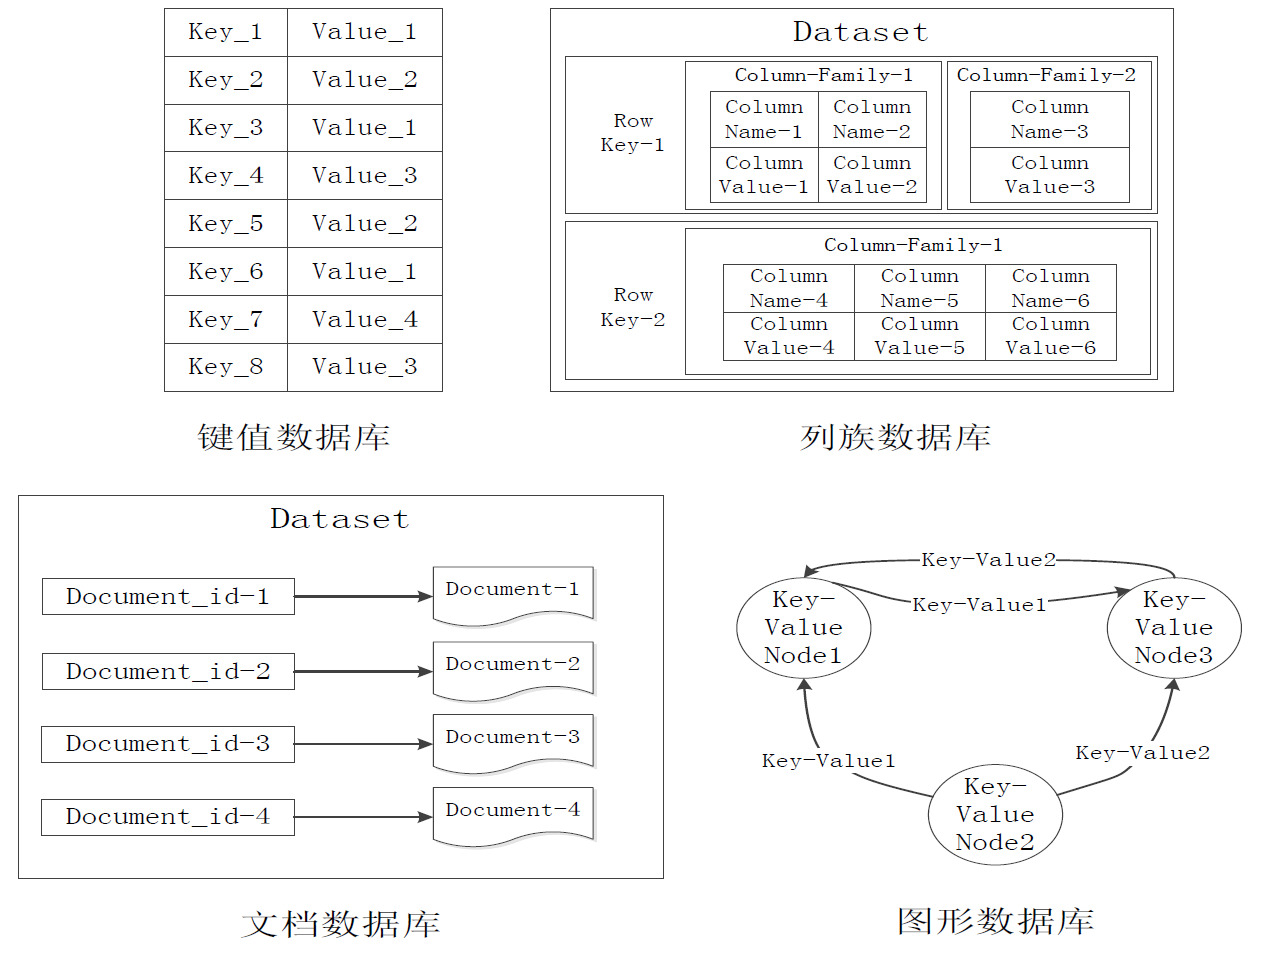 Key_1 Value_1
Key_2 Value_2
Key_3 Value_1
Key_4 Value_3
Key_5 Value_2
Key_6 Value_1
Key_7 Value_4
Key_8 Value_3
键值数据库
Dataset
Row
Key-1
Column-Family-1
Column
Name-1
Column
Name-2
Column
Value-1
Column
Value-2
Column-Family-2
Column
Name-3
Column
Value-3
Row
Key-2
Column-Family-1
Column
Name-4
Column
Name-5
Column
Name-6
Column
Value-4
Column
Value-5
Column
Value-6
列族数据库
Dataset
Document_id-1 Document-1
Document_id-2 Document-2
Document_id-3 Document-3
Document_id-4 Document-4
文档数据库
Key-Value2
Key-Value1
Key-
Value
Node1
Key-
Value
Node3
Key-Value1
Key-Value2
Key-
Value
Node2
图形数据库